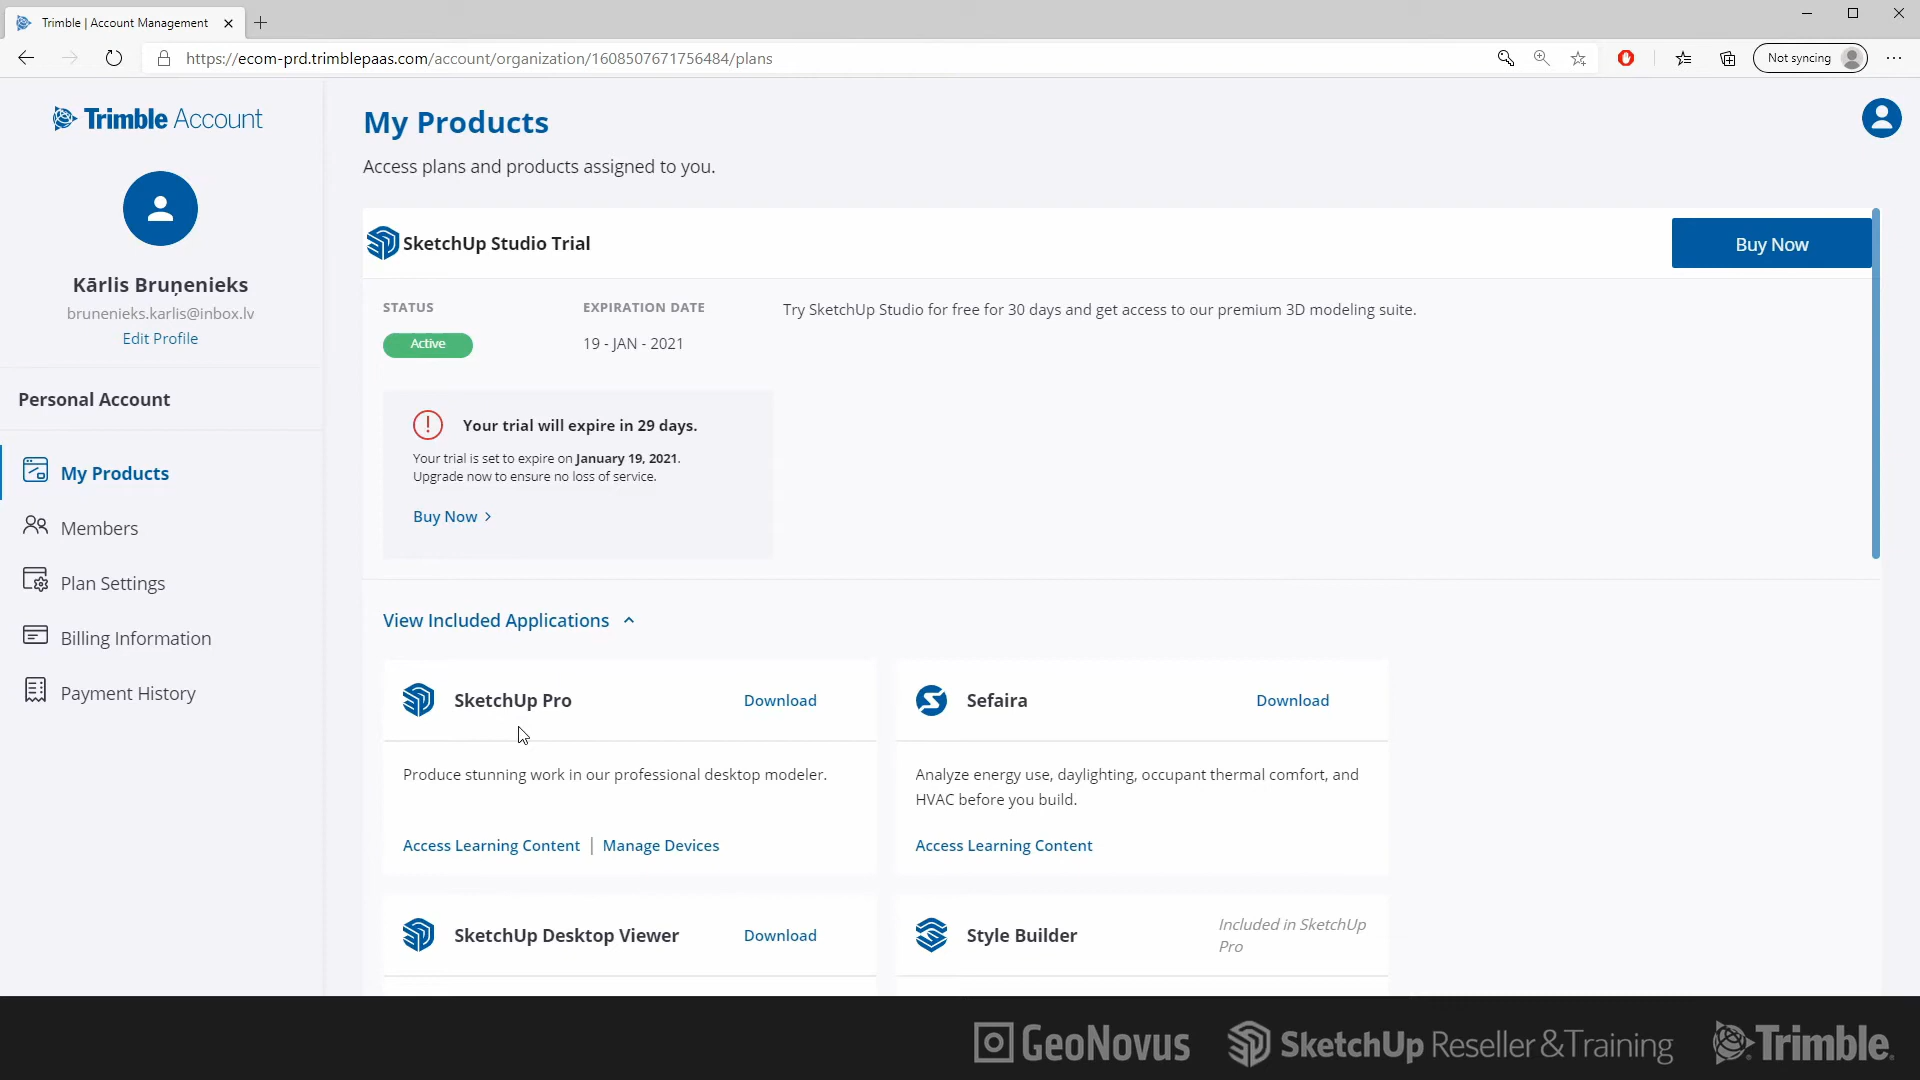 Trimble | Account Management
https://ecom-prd.trimblepaas.com/account/organization/1608507671756484/plans
Not syncing
Trimble Account
Kārlis Bruņenieks
brunenieks.karlis@inbox.lv
Edit Profile
Personal Account
My Products
Members
Plan Settings
Billing Information
Payment History
My Products
Access plans and products assigned to you.
SketchUp Studio Trial
Buy Now
STATUS
Active
EXPIRATION DATE
19 - JAN - 2021
Try SketchUp Studio for free for 30 days and get access to our premium 3D modeling suite.
Your trial will expire in 29 days.
Your trial is set to expire on January 19, 2021.
Upgrade now to ensure no loss of service.
Buy Now >
View Included Applications
SketchUp Pro
Download
Produce stunning work in our professional desktop modeler.
Access Learning Content | Manage Devices
Sefaira
Download
Analyze energy use, daylighting, occupant thermal comfort, and
HVAC before you build.
Access Learning Content
SketchUp Desktop Viewer
Download
Style Builder
Included in SketchUp
Pro
GeoNovus
SketchUp Reseller & Training
Trimble.